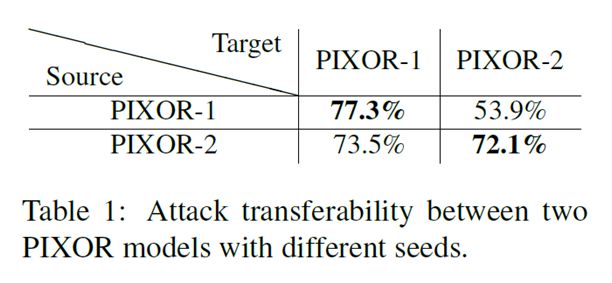 Target PIXOR-1 PIXOR-2
Source
PIXOR-1 77.3% 53.9%
PIXOR-2 73.5% 72.1%
Table 1: Attack transferability between two
PIXOR models with different seeds.